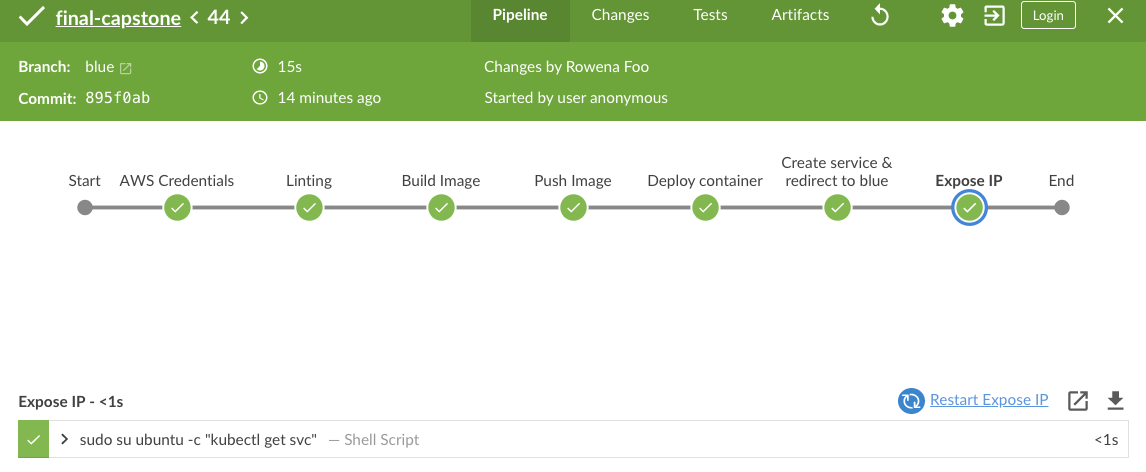 final-capstone < 44 > Pipeline Changes Tests Artifacts Login
Branch: blue 15s Changes by Rowena Foo
Commit: 895f0ab 14 minutes ago Started by user anonymous
Create service &
Start AWS Credentials Linting Build Image Push Image Deploy container redirect to blue Expose IP End
Expose IP - <1s Restart Expose IP
sudo su ubuntu -c "kubectl get svc" — Shell Script <1s